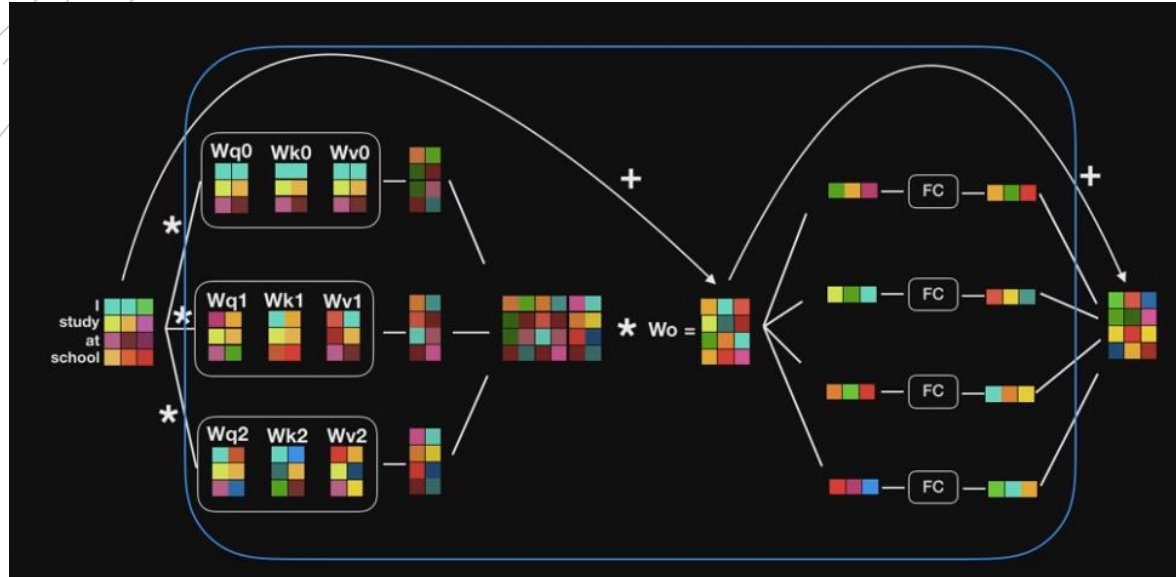 Wq0 Wk0 Wv0
+
+
FC
*
I
study
at
school
*
Wq1 Wk1 Wv1
* Wo =
FC
FC
*
Wq2 Wk2 Wv2
FC